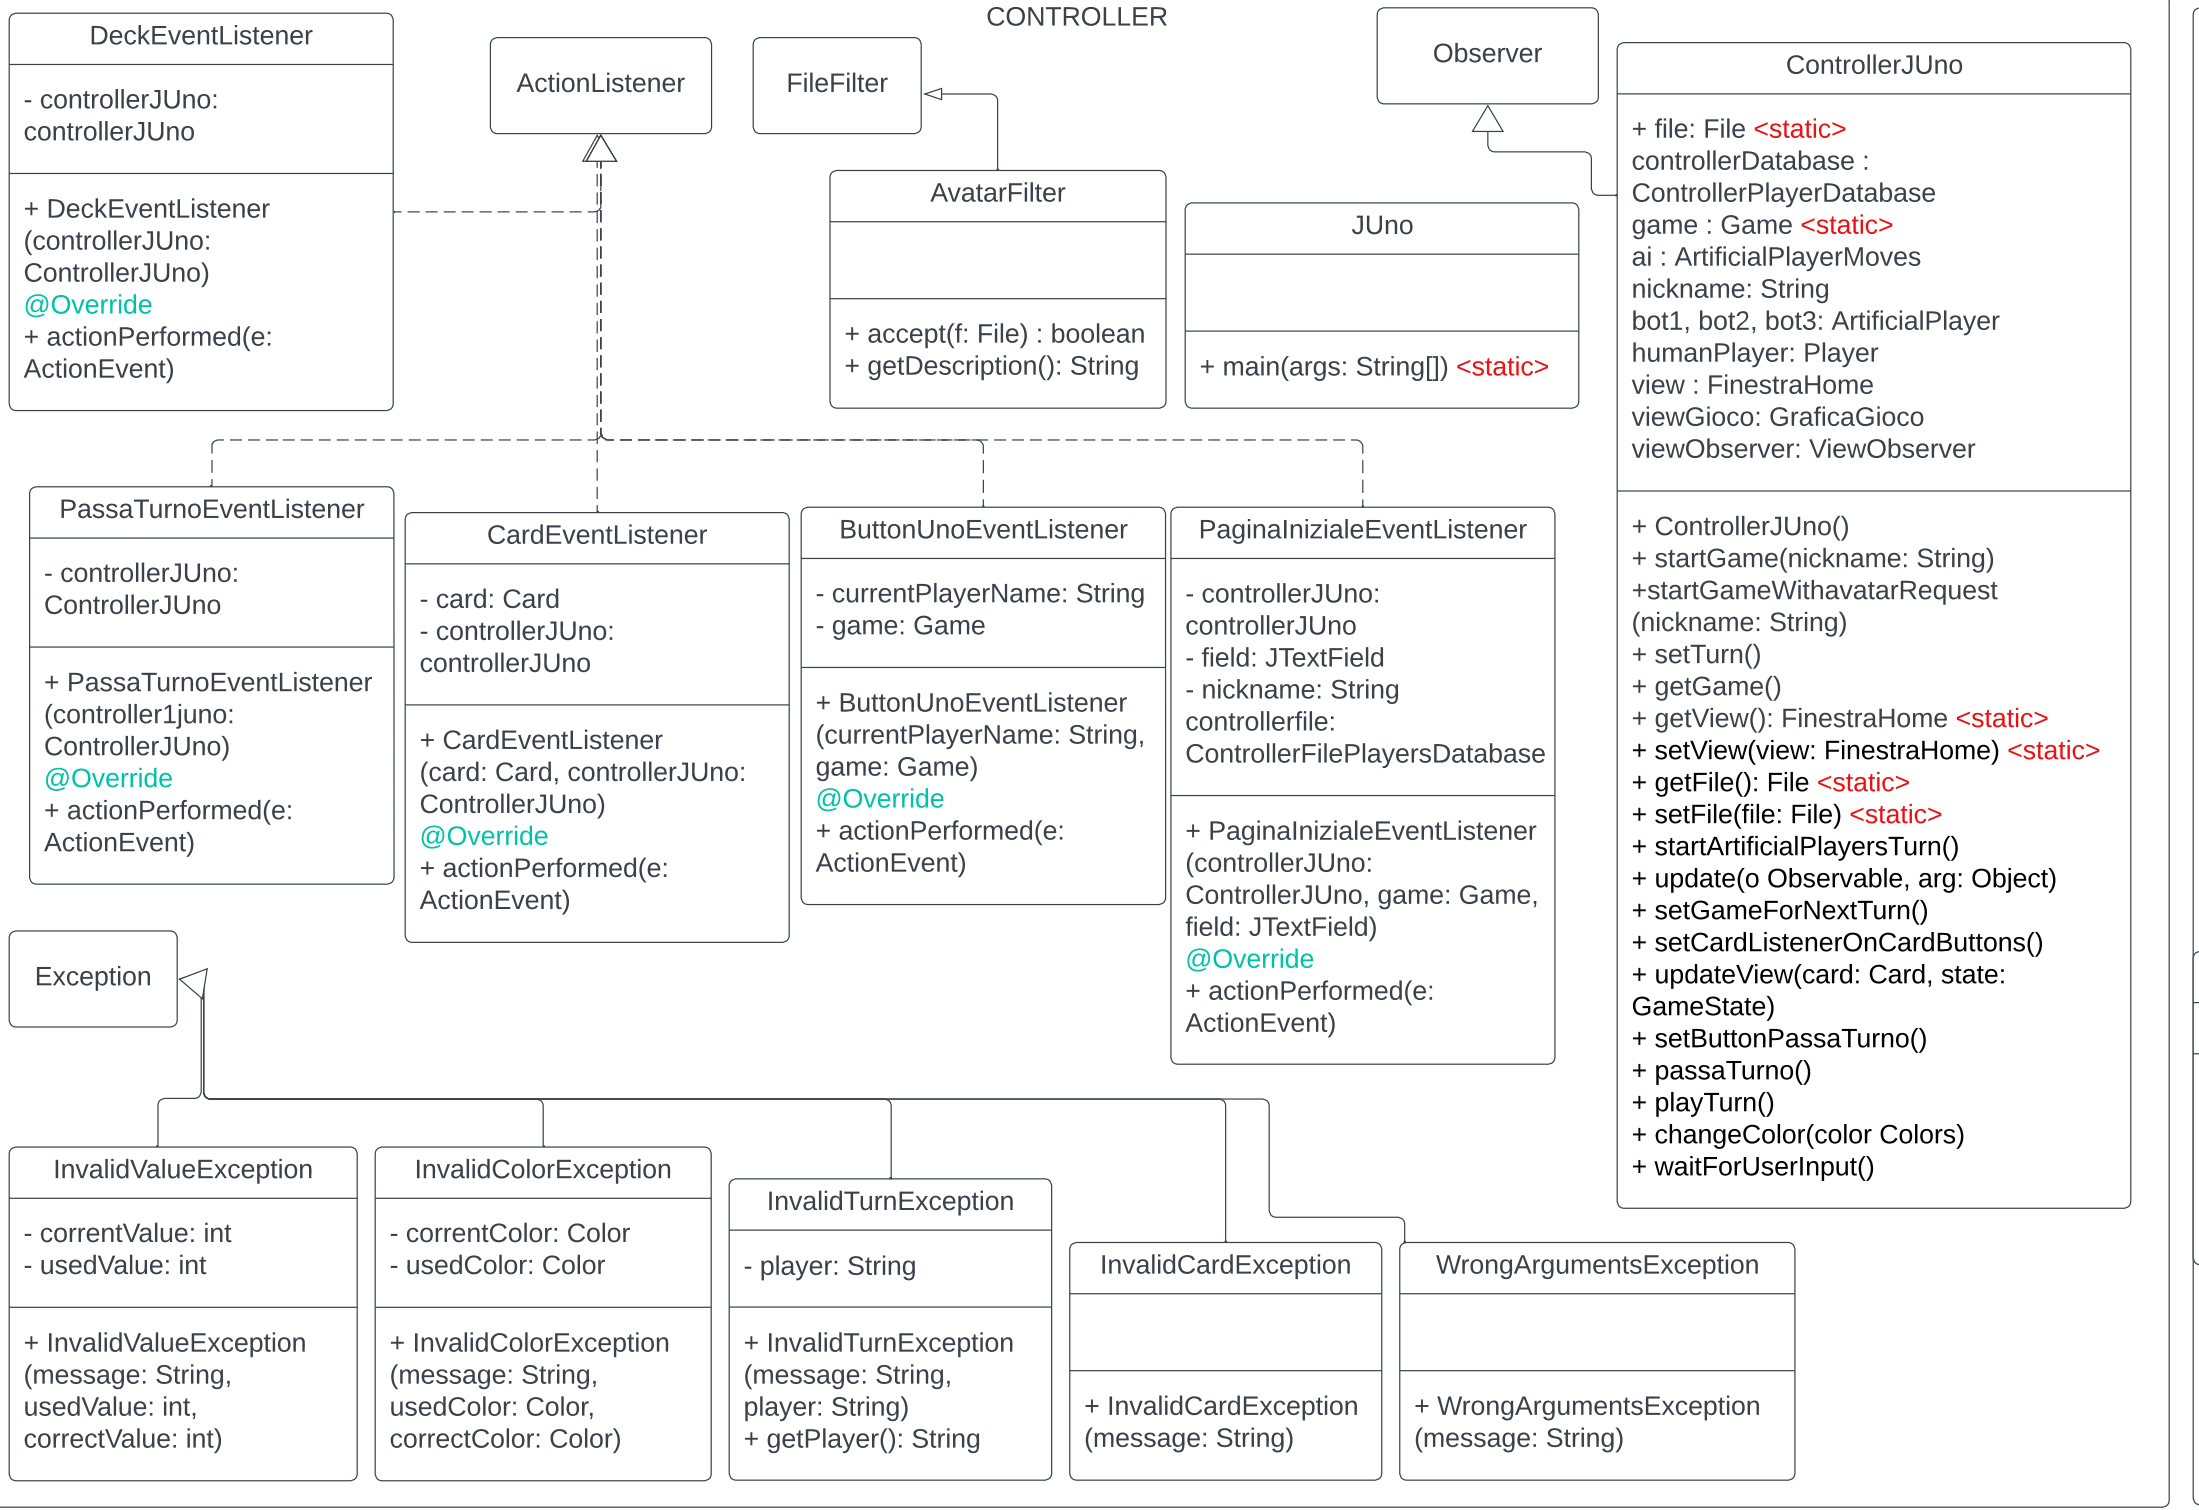 CONTROLLER
DeckEventListener
- controllerJUno:
controllerJUno
+ DeckEventListener
(controllerJUno:
ControllerJUno)
@Override
+ actionPerformed(e:
ActionEvent)
ActionListener
FileFilter
AvatarFilter
+ accept(f: File) : boolean
+ getDescription(): String
JUno
+ main(args: String[]) <static>
Observer
ControllerJUno
+ file: File <static>
controllerDatabase :
ControllerPlayerDatabase
game : Game <static>
ai : ArtificialPlayerMoves
nickname: String
bot1, bot2, bot3: ArtificialPlayer
humanPlayer: Player
view : FinestraHome
viewGioco: GraficaGioco
viewObserver: ViewObserver
+ ControllerJUno()
+ startGame(nickname: String)
+startGameWithavatarRequest
(nickname: String)
+ setTurn()
+ getGame()
+ getView(): FinestraHome <static>
+ setView(view: FinestraHome) <static>
+ getFile(): File <static>
+ setFile(file: File) <static>
+ startArtificialPlayersTurn()
+ update(o Observable, arg: Object)
+ setGameForNextTurn()
+ setCardListenerOnCardButtons()
+ updateView(card: Card, state:
GameState)
+ setButtonPassaTurno()
+ passaTurno()
+ playTurn()
+ changeColor(color Colors)
+ waitForUserInput()
PassaTurnoEventListener
- controllerJUno:
ControllerJUno
+ PassaTurnoEventListener
(controller1juno:
ControllerJUno)
@Override
+ actionPerformed(e:
ActionEvent)
CardEventListener
- card: Card
- controllerJUno:
controllerJUno
+ CardEventListener
(card: Card, controllerJUno:
ControllerJUno)
@Override
+ actionPerformed(e:
ActionEvent)
ButtonUnoEventListener
- currentPlayerName: String
- game: Game
+ ButtonUnoEventListener
(currentPlayerName: String,
game: Game)
@Override
+ actionPerformed(e:
ActionEvent)
PaginaInizialeEventListener
- controllerJUno:
controllerJUno
- field: JTextField
- nickname: String
controllerfile:
ControllerFilePlayersDatabase
+ PaginaInizialeEventListener
(controllerJUno:
ControllerJUno, game: Game,
field: JTextField)
@Override
+ actionPerformed(e:
ActionEvent)
Exception
InvalidValueException
- correntValue: int
- usedValue: int
+ InvalidValueException
(message: String,
usedValue: int,
correctValue: int)
InvalidColorException
- correntColor: Color
- usedColor: Color
+ InvalidColorException
(message: String,
usedColor: Color,
correctColor: Color)
InvalidTurnException
- player: String
+ InvalidTurnException
(message: String,
player: String)
+ getPlayer(): String
InvalidCardException
+ InvalidCardException
(message: String)
WrongArgumentsException
+ WrongArgumentsException
(message: String)